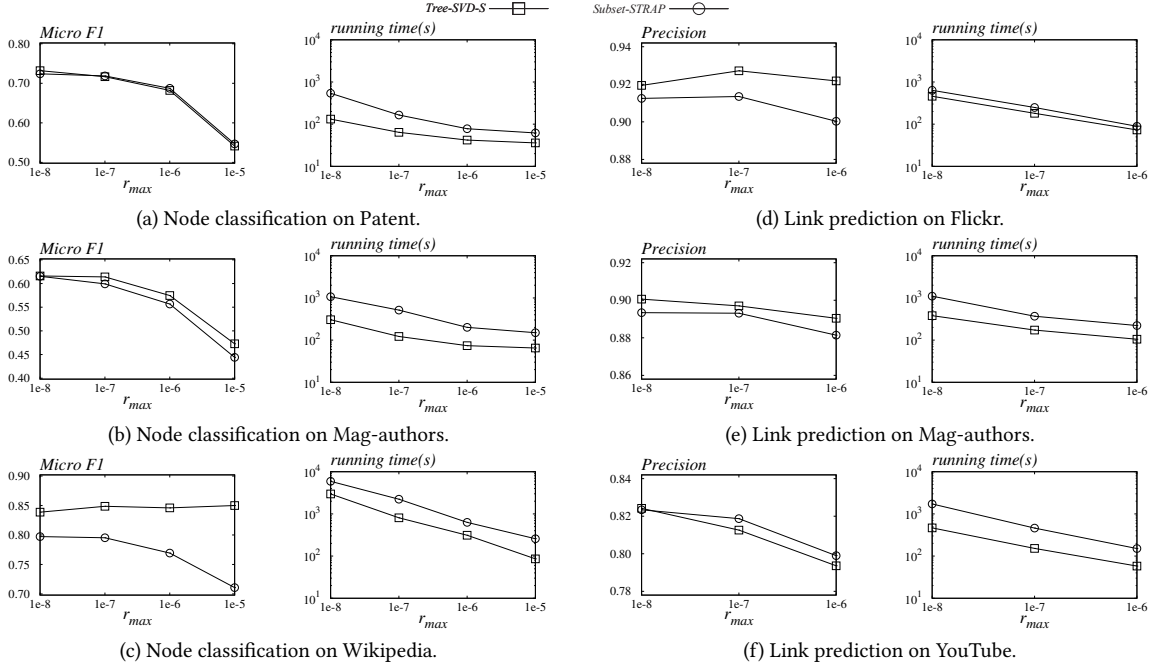 Tree-SVD-S Subset-STRAP
Micro F1 running time(s) Precision running time(s)
0.80 10^4 0.94 10^4
0.70 10^3 0.92 10^3
0.60 10^2 0.90 10^2
0.50 10^1 0.88 10^1
1e-8 1e-7 1e-6 1e-5 1e-8 1e-7 1e-6 1e-5 1e-8 1e-7 1e-6 1e-8 1e-7 1e-6
r_max r_max r_max r_max
(a) Node classification on Patent. (d) Link prediction on Flickr.
Micro F1 running time(s) Precision running time(s)
0.65 10^4 0.92 10^4
0.60 10^3 0.90 10^3
0.55 10^2 0.88 10^2
0.50 10^1 0.86 10^1
0.45
0.40
1e-8 1e-7 1e-6 1e-5 1e-8 1e-7 1e-6 1e-5 1e-8 1e-7 1e-6 1e-8 1e-7 1e-6
r_max r_max r_max r_max
(b) Node classification on Mag-authors. (e) Link prediction on Mag-authors.
Micro F1 running time(s) Precision running time(s)
0.90 10^4 0.84 10^4
0.85 10^3 0.82 10^3
0.80 10^2 0.80 10^2
0.75 10^1 0.78 10^1
0.70
1e-8 1e-7 1e-6 1e-5 1e-8 1e-7 1e-6 1e-5 1e-8 1e-7 1e-6 1e-8 1e-7 1e-6
r_max r_max r_max r_max
(c) Node classification on Wikipedia. (f) Link prediction on YouTube.